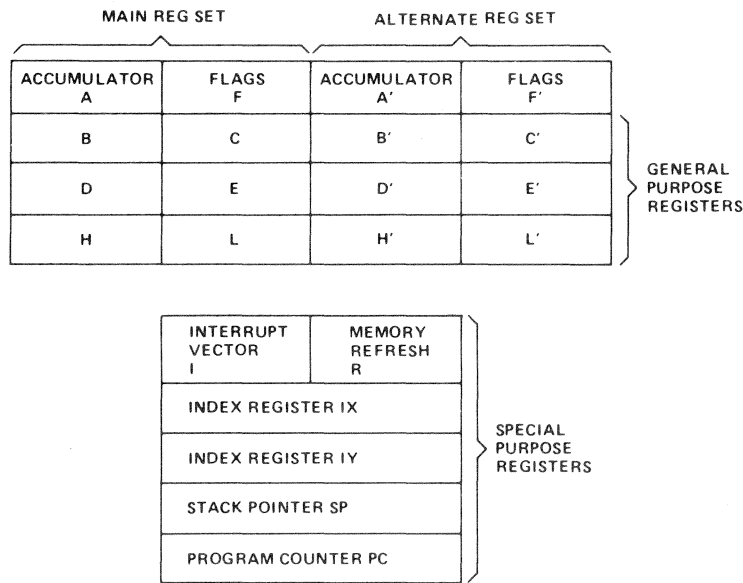 MAIN REG SET
ALTERNATE REG SET
ACCUMULATOR
A
FLAGS
F
ACCUMULATOR
A'
FLAGS
F'
B
C
B'
C'
D
E
D'
E'
H
L
H'
L'
GENERAL
PURPOSE
REGISTERS
INTERRUPT
VECTOR
I
MEMORY
REFRESH
R
INDEX REGISTER IX
INDEX REGISTER IY
STACK POINTER SP
PROGRAM COUNTER PC
SPECIAL
PURPOSE
REGISTERS